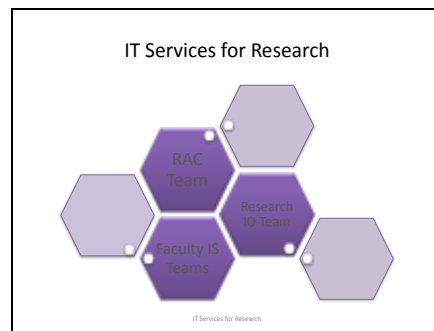 IT Services for Research
RAC
Team
Research
IO Team
Faculty IS
Teams
IT Services for Research